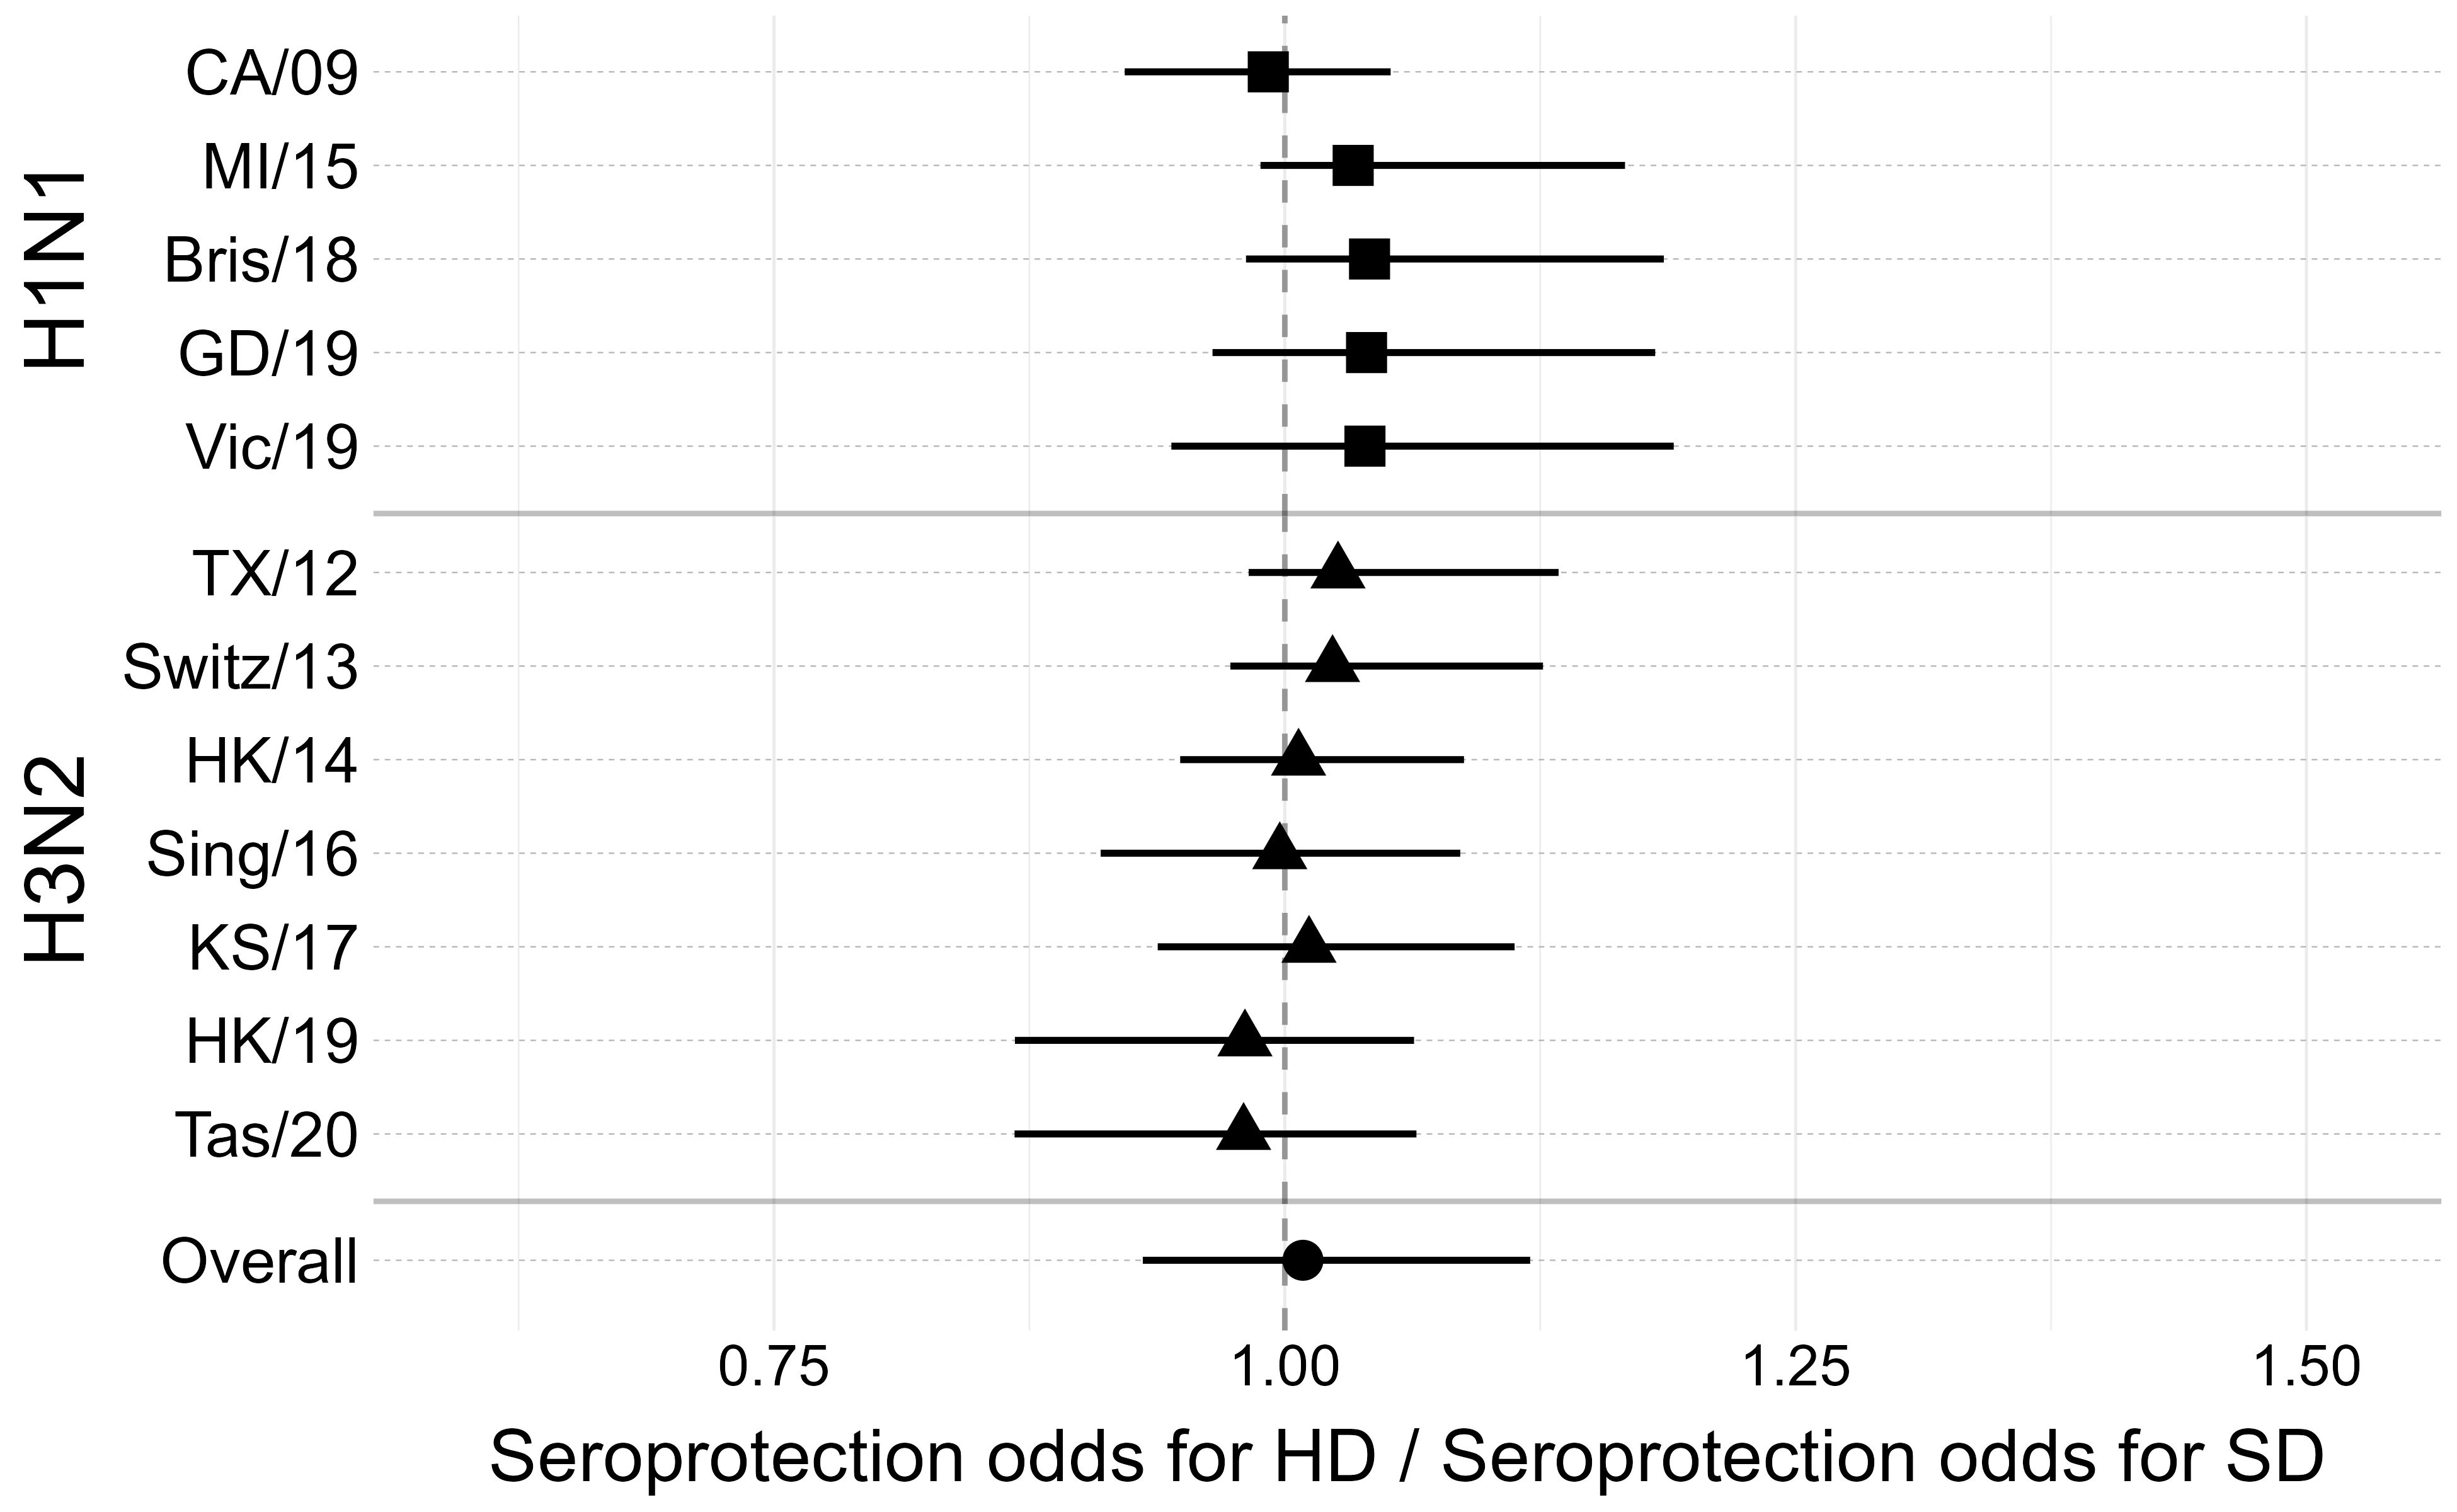 H1N1
CA/09
MI/15
Bris/18
GD/19
Vic/19
H3N2
TX/12
Switz/13
HK/14
Sing/16
KS/17
HK/19
Tas/20
Overall
0.75 1.00 1.25 1.50
Seroprotection odds for HD / Seroprotection odds for SD